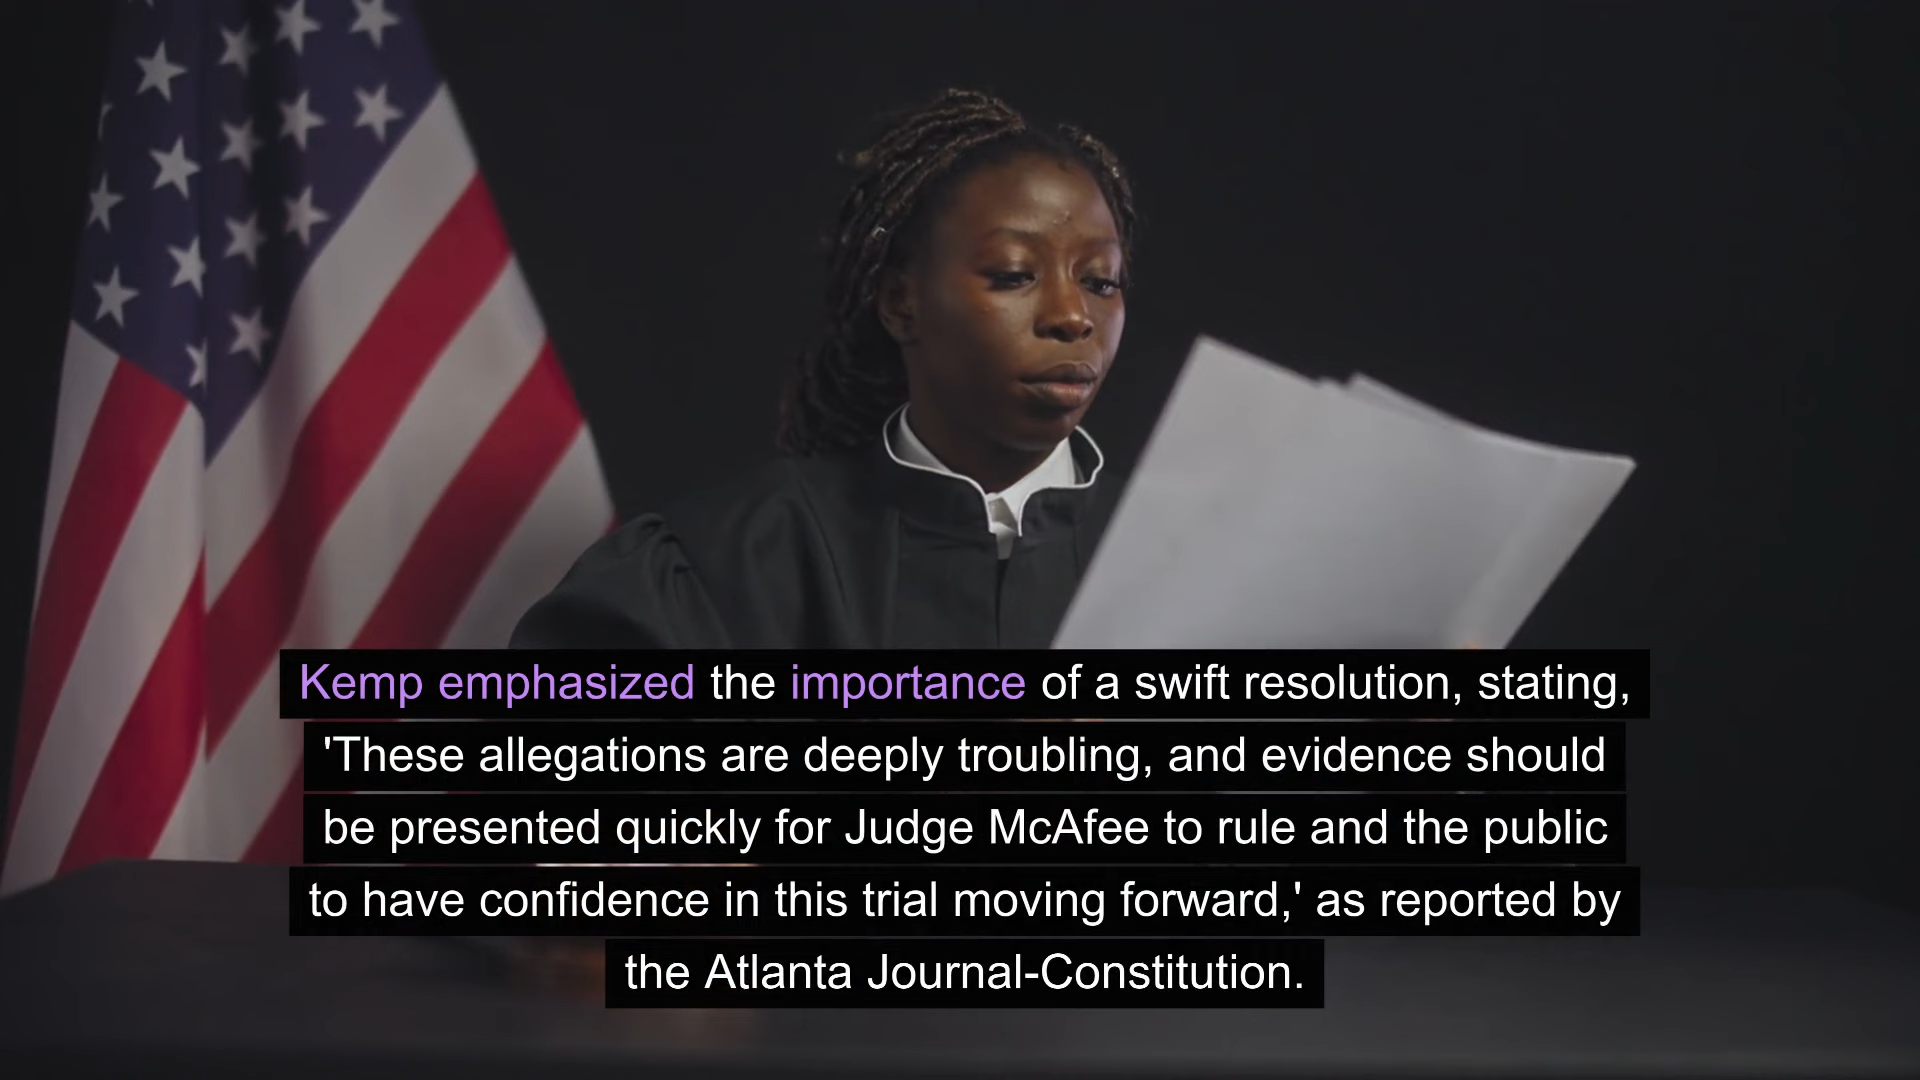 Kemp emphasized the importance of a swift resolution, stating,
'These allegations are deeply troubling, and evidence should
be presented quickly for Judge McAfee to rule and the public
to have confidence in this trial moving forward,' as reported by
the Atlanta Journal-Constitution.